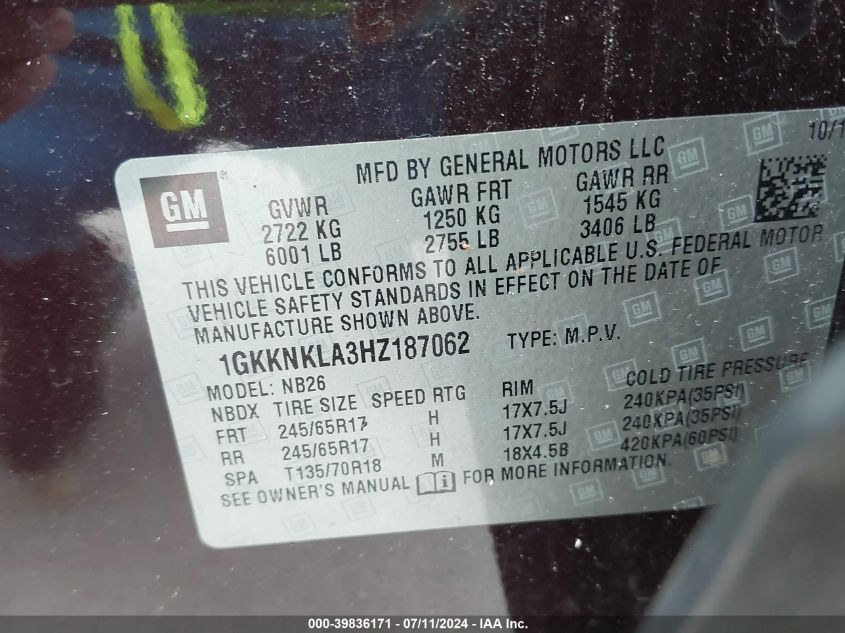 10/1
GM ®
MFD BY GENERAL MOTORS LLC
GVWR GAWR FRT GAWR RR
2722 KG 1250 KG 1545 KG
6001 LB 2755 LB 3406 LB
THIS VEHICLE CONFORMS TO ALL APPLICABLE U.S. FEDERAL MOTOR
VEHICLE SAFETY STANDARDS IN EFFECT ON THE DATE OF
MANUFACTURE SHOWN ABOVE.
1GKKNKLA3HZ187062 TYPE: M.P.V.
MODEL: NB26
NBDX TIRE SIZE SPEED RTG RIM COLD TIRE PRESSURE
FRT 245/65R17 H 17X7.5J 240KPA(35PSI)
RR 245/65R17 H 17X7.5J 240KPA(35PSI)
SPA T135/70R18 M 18X4.5B 420KPA(60PSI)
SEE OWNER'S MANUAL FOR MORE INFORMATION.
000-39836171 - 07/11/2024 - IAA Inc.